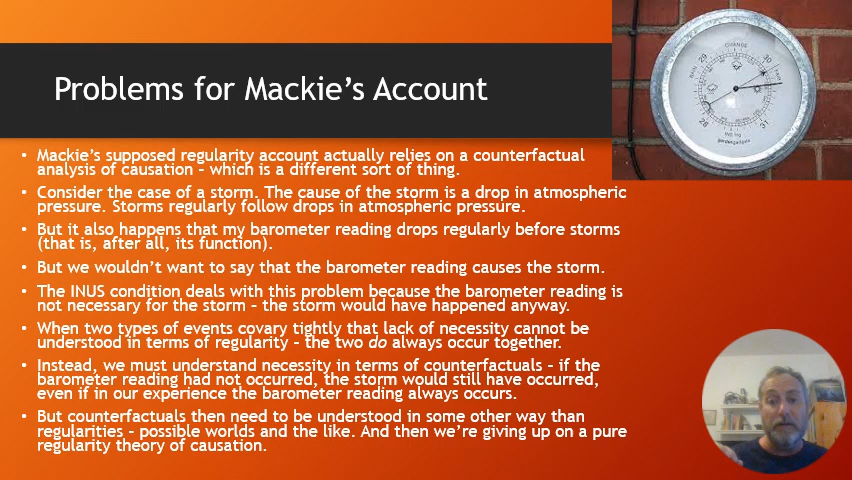 Problems for Mackie's Account
• Mackie's supposed regularity account actually relies on a counterfactual
analysis of causation – which is a different sort of thing.
• Consider the case of a storm. The cause of the storm is a drop in atmospheric
pressure. Storms regularly follow drops in atmospheric pressure.
• But it also happens that my barometer reading drops regularly before storms
(that is, after all, its function).
• But we wouldn't want to say that the barometer reading causes the storm.
• The INUS condition deals with this problem because the barometer reading is
not necessary for the storm – the storm would have happened anyway.
• When two types of events covary tightly that lack of necessity cannot be
understood in terms of regularity – the two do always occur together.
• Instead, we must understand necessity in terms of counterfactuals – if the
barometer reading had not occurred, the storm would still have occurred,
even if in our experience the barometer reading always occurs.
• But counterfactuals then need to be understood in some other way than
regularities – possible worlds and the like. And then we're giving up on a pure
regularity theory of causation.
CHANGE
RAIN
29
30
28
31